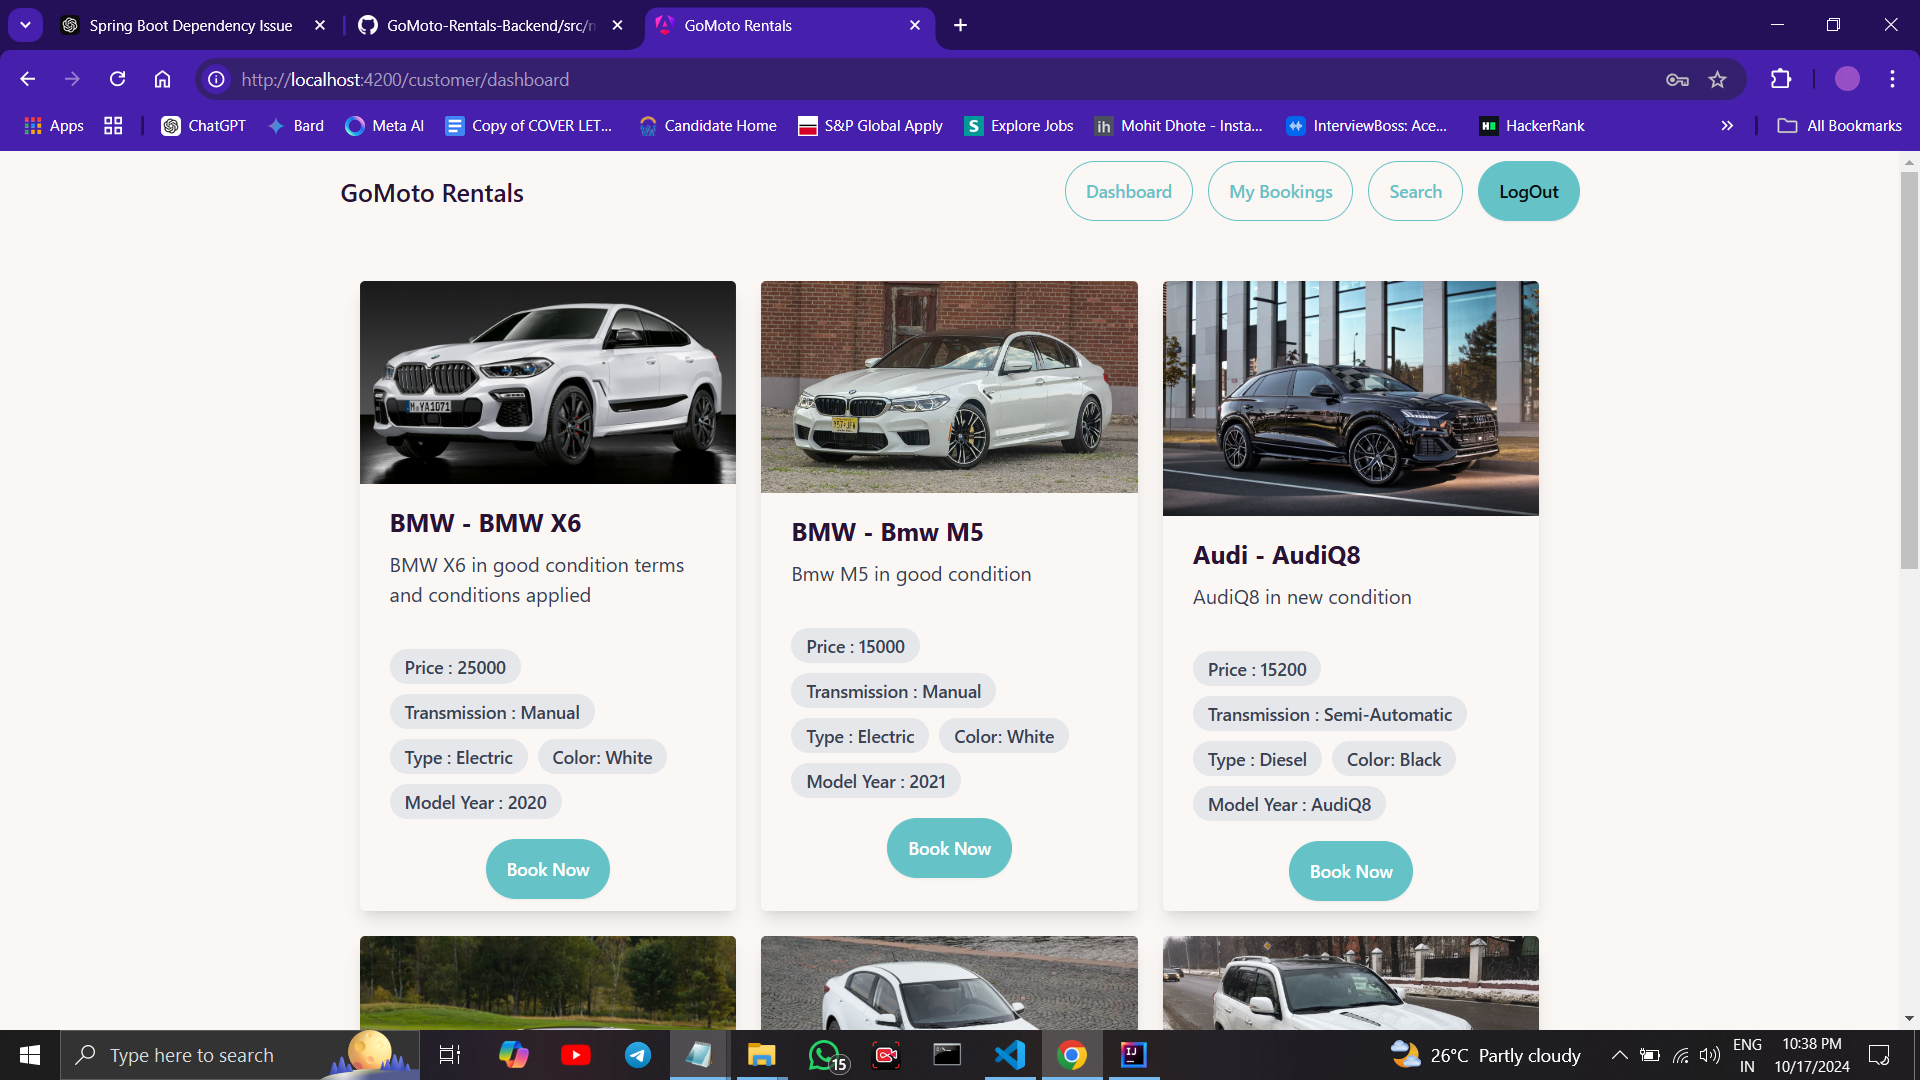 Spring Boot Dependency Issue
GoMoto-Rentals-Backend/src/n
GoMoto Rentals
http://localhost:4200/customer/dashboard
Apps
ChatGPT
Bard
Meta AI
Copy of COVER LET...
Candidate Home
S&P Global Apply
S
Explore Jobs
ih
Mohit Dhote - Insta...
InterviewBoss: Ace...
HackerRank
All Bookmarks
GoMoto Rentals
Dashboard
My Bookings
Search
LogOut
BMW - BMW X6
BMW X6 in good condition terms
and conditions applied
Price : 25000
Transmission : Manual
Type : Electric
Color: White
Model Year : 2020
Book Now
BMW - Bmw M5
Bmw M5 in good condition
Price : 15000
Transmission : Manual
Type : Electric
Color: White
Model Year : 2021
Book Now
Audi - AudiQ8
AudiQ8 in new condition
Price : 15200
Transmission : Semi-Automatic
Type : Diesel
Color: Black
Model Year : AudiQ8
Book Now
Type here to search
15
IJ
26°C Partly cloudy
ENG
IN
10:38 PM
10/17/2024